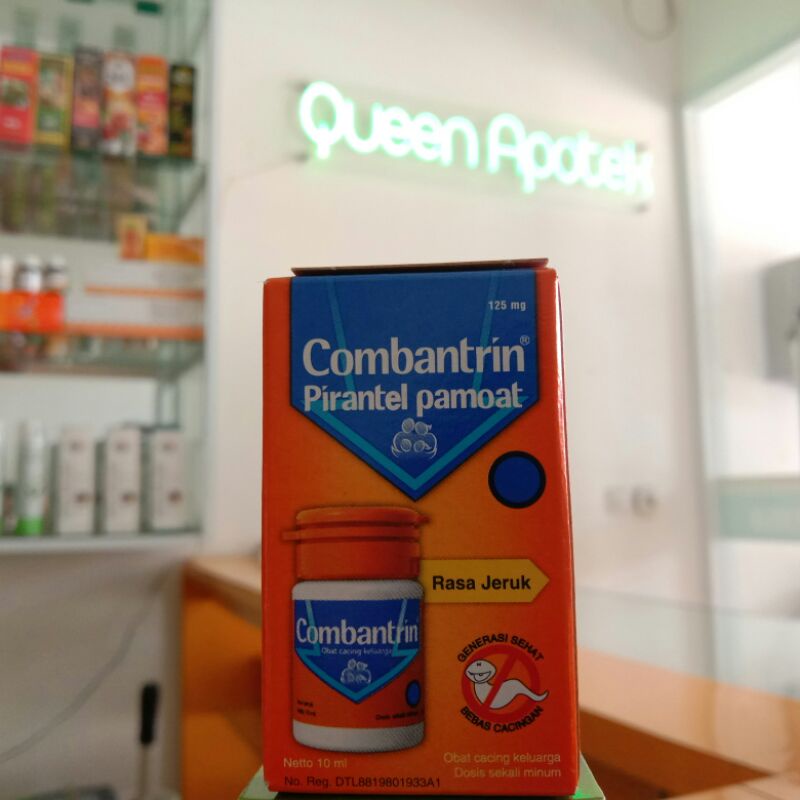 Queen Apotek
125 mg
Combantrin®
Pirantel pamoat
Rasa Jeruk
Combantrin
Obat cacing keluarga
GENERASI SEHAT
BEBAS CACINGAN
Netto 10 ml
Obat cacing keluarga
Dosis sekali minum
No. Reg. DTL8819801933A1